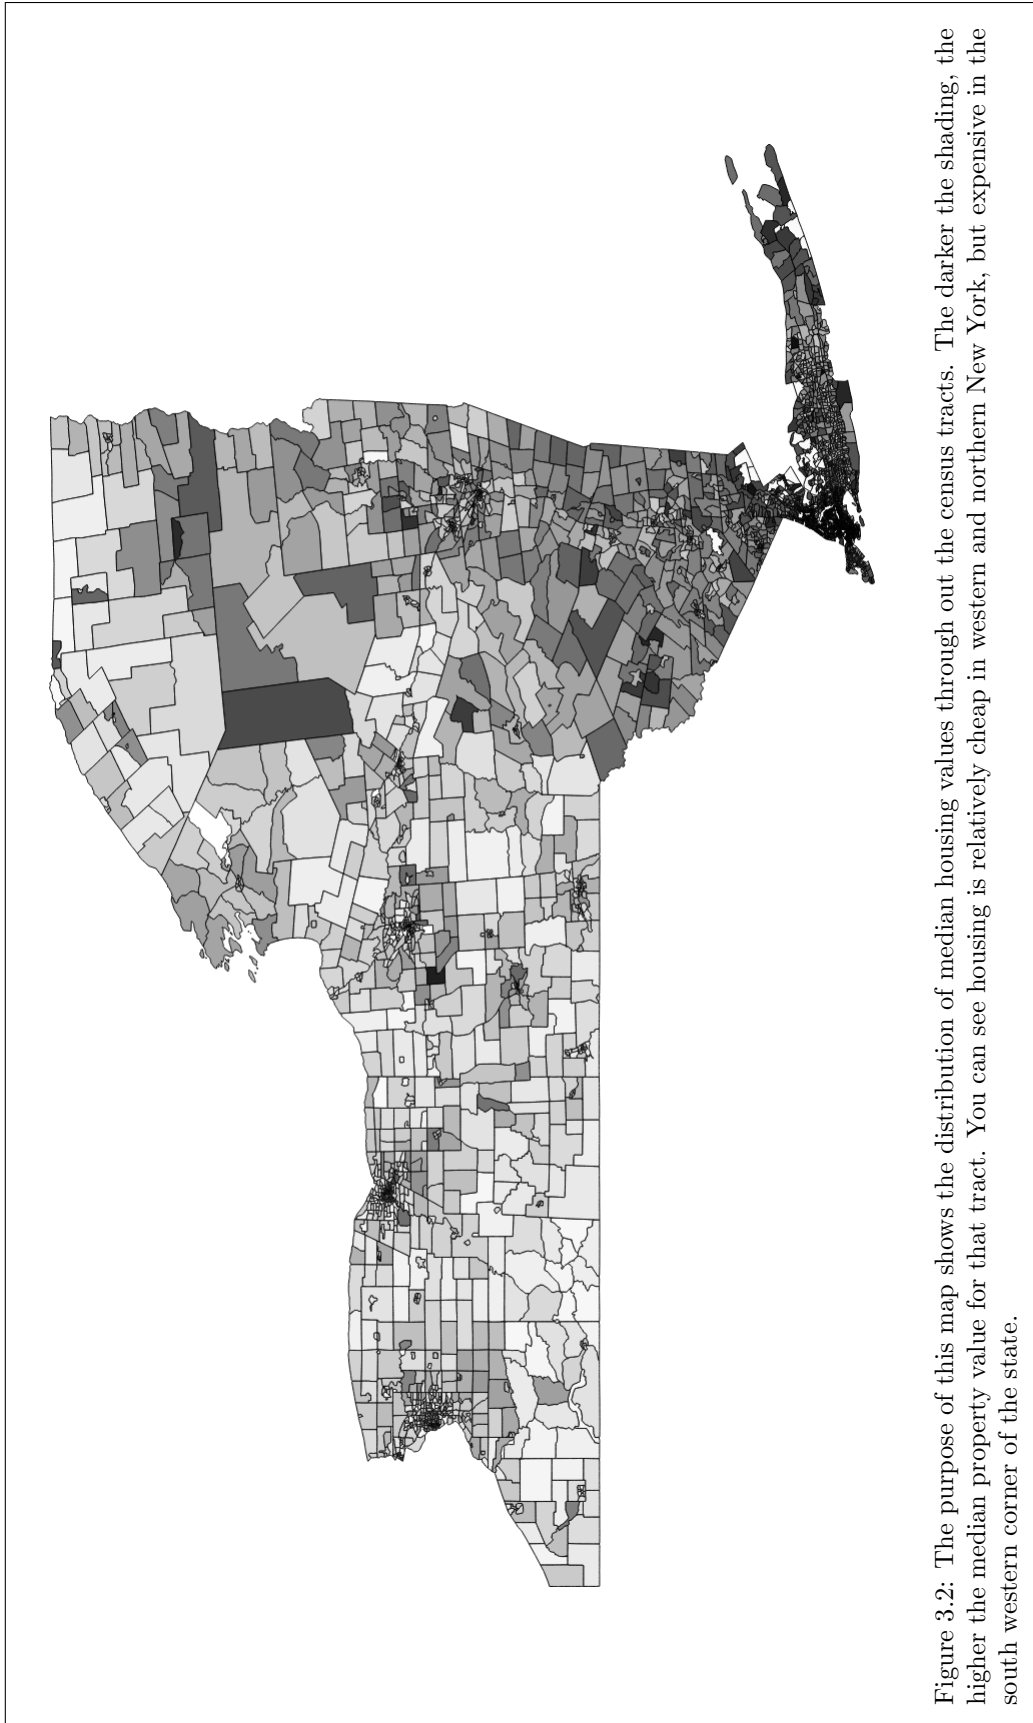 Figure 3.2: The purpose of this map shows the distribution of median housing values through out the census tracts. The darker the shading, the
higher the median property value for that tract. You can see housing is relatively cheap in western and northern New York, but expensive in the
south western corner of the state.